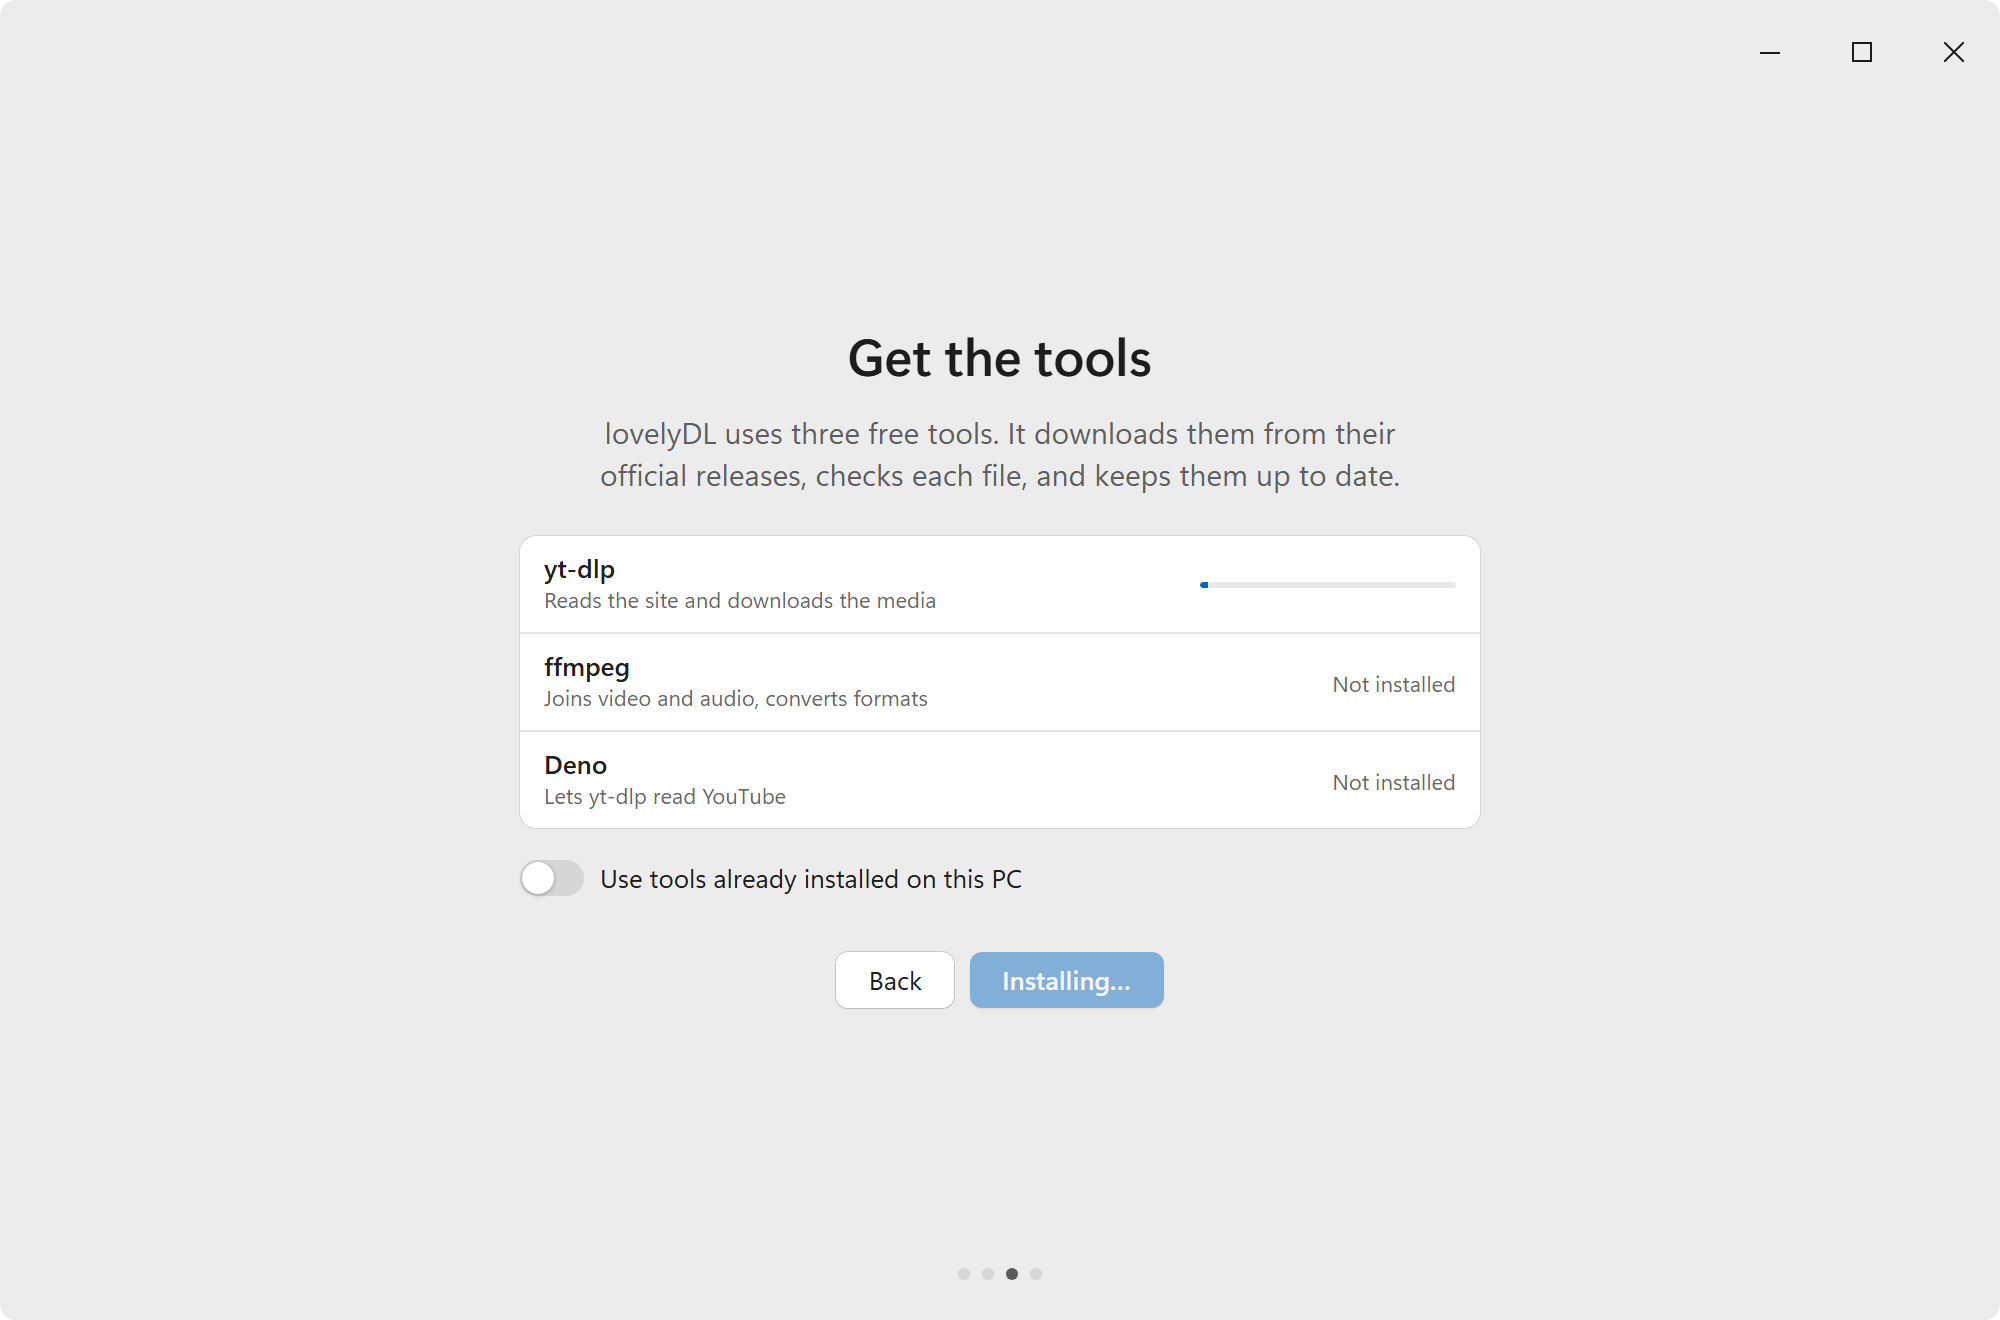 Get the tools
lovelyDL uses three free tools. It downloads them from their
official releases, checks each file, and keeps them up to date.
yt-dlp
Reads the site and downloads the media
ffmpeg
Joins video and audio, converts formats
Not installed
Deno
Lets yt-dlp read YouTube
Not installed
Use tools already installed on this PC
Back
Installing...